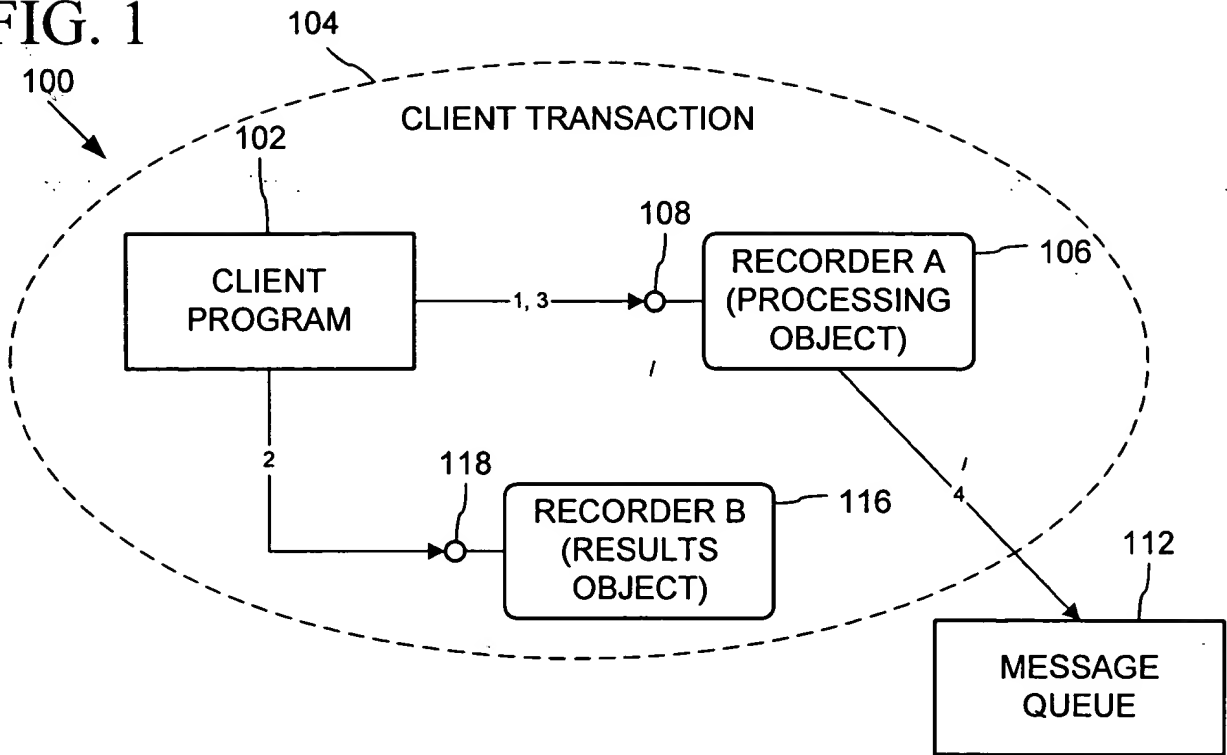 FIG. 1
104
100
CLIENT TRANSACTION
102
108
106
CLIENT
PROGRAM
1, 3
RECORDER A
(PROCESSING
OBJECT)
2
118
116
RECORDER B
(RESULTS
OBJECT)
4
112
MESSAGE
QUEUE